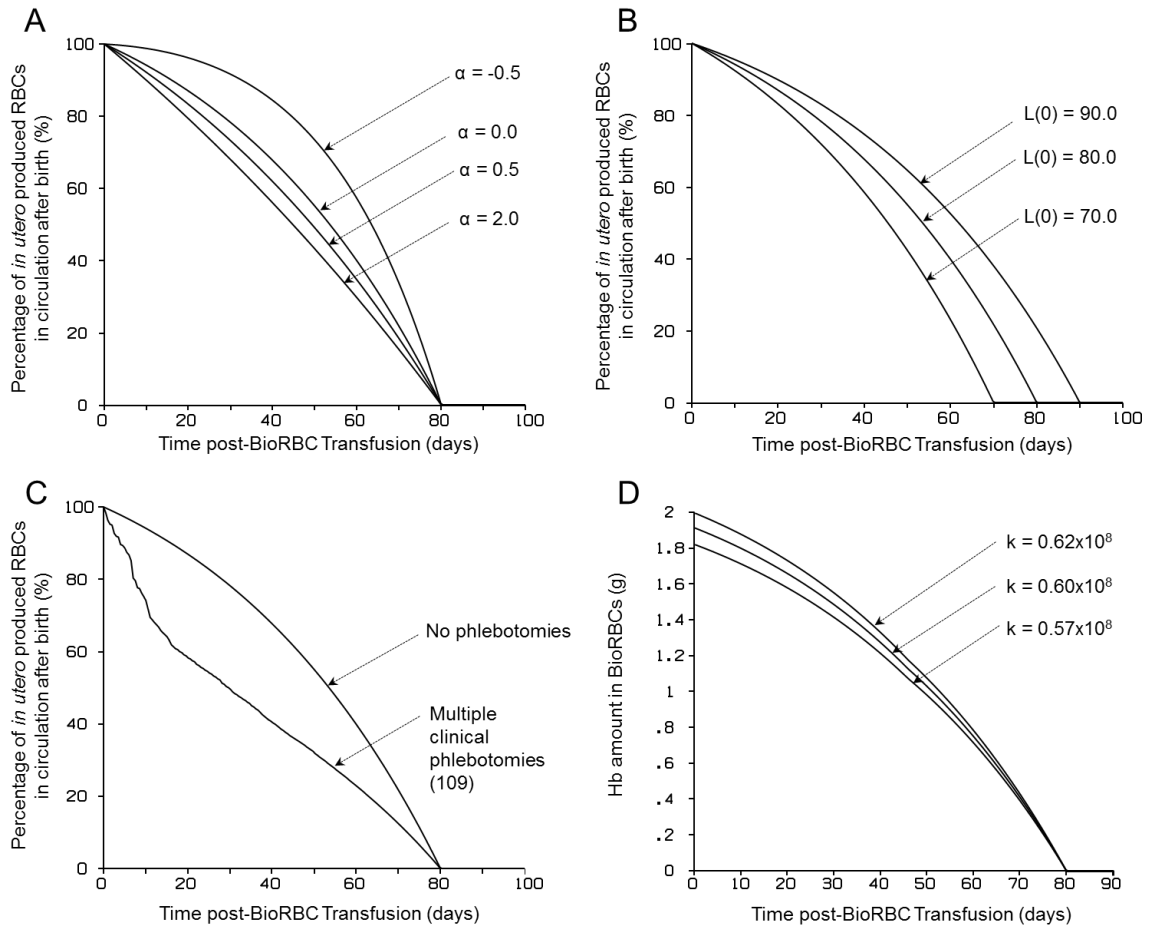 A
Percentage of in utero produced RBCs
in circulation after birth (%)
100
80
60
40
20
0
α = -0.5
α = 0.0
α = 0.5
α = 2.0
0 20 40 60 80 100
Time post-BioRBC Transfusion (days)
B
Percentage of in utero produced RBCs
in circulation after birth (%)
100
80
60
40
20
0
L(0) = 90.0
L(0) = 80.0
L(0) = 70.0
0 20 40 60 80 100
Time post-BioRBC Transfusion (days)
C
Percentage of in utero produced RBCs
in circulation after birth (%)
100
80
60
40
20
0
No phlebotomies
Multiple
clinical
phlebotomies
(109)
0 20 40 60 80 100
Time post-BioRBC Transfusion (days)
D
Hb amount in BioRBCs (g)
2
1.8
1.6
1.4
1.2
1
.8
.6
.4
.2
0
k = 0.62x10⁸
k = 0.60x10⁸
k = 0.57x10⁸
0 10 20 30 40 50 60 70 80 90
Time post-BioRBC Transfusion (days)